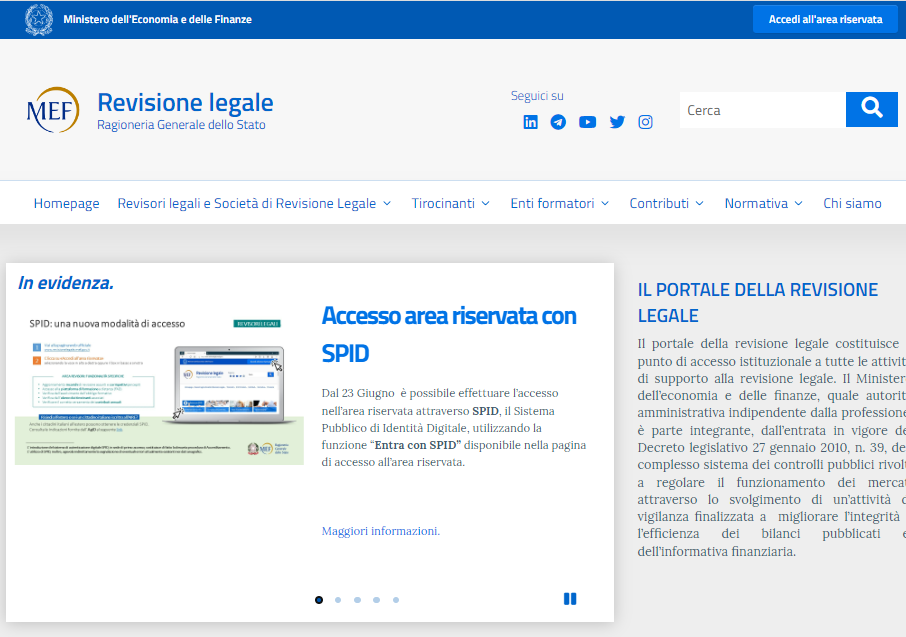 Ministero dell'Economia e delle Finanze
Accedi all'area riservata
MEF
Revisione legale
Ragioneria Generale dello Stato
Seguici su
Cerca
Homepage
Revisori legali e Società di Revisione Legale
Tirocinanti
Enti formatori
Contributi
Normativa
Chi siamo
In evidenza.
SPID: una nuova modalità di accesso
REVISORI LEGALI
Accesso area riservata con
SPID
Dal 23 Giugno è possibile effettuare l'accesso
nell'area riservata attraverso SPID, il Sistema
Pubblico di Identità Digitale, utilizzando la
funzione “Entra con SPID” disponibile nella pagina
di accesso all'area riservata.
Maggiori informazioni.
IL PORTALE DELLA REVISIONE
LEGALE
Il portale della revisione legale costituisce
punto di accesso istituzionale a tutte le attivit
di supporto alla revisione legale. Il Minister
dell'economia e delle finanze, quale autorit
amministrativa indipendente dalla professione
è parte integrante, dall'entrata in vigore de
Decreto legislativo 27 gennaio 2010, n. 39, de
complesso sistema dei controlli pubblici rivol
a regolare il funzionamento dei mercat
attraverso lo svolgimento di un'attività d
vigilanza finalizzata a migliorare l'integrità
l'efficienza dei bilanci pubblicati e
dell'informativa finanziaria.